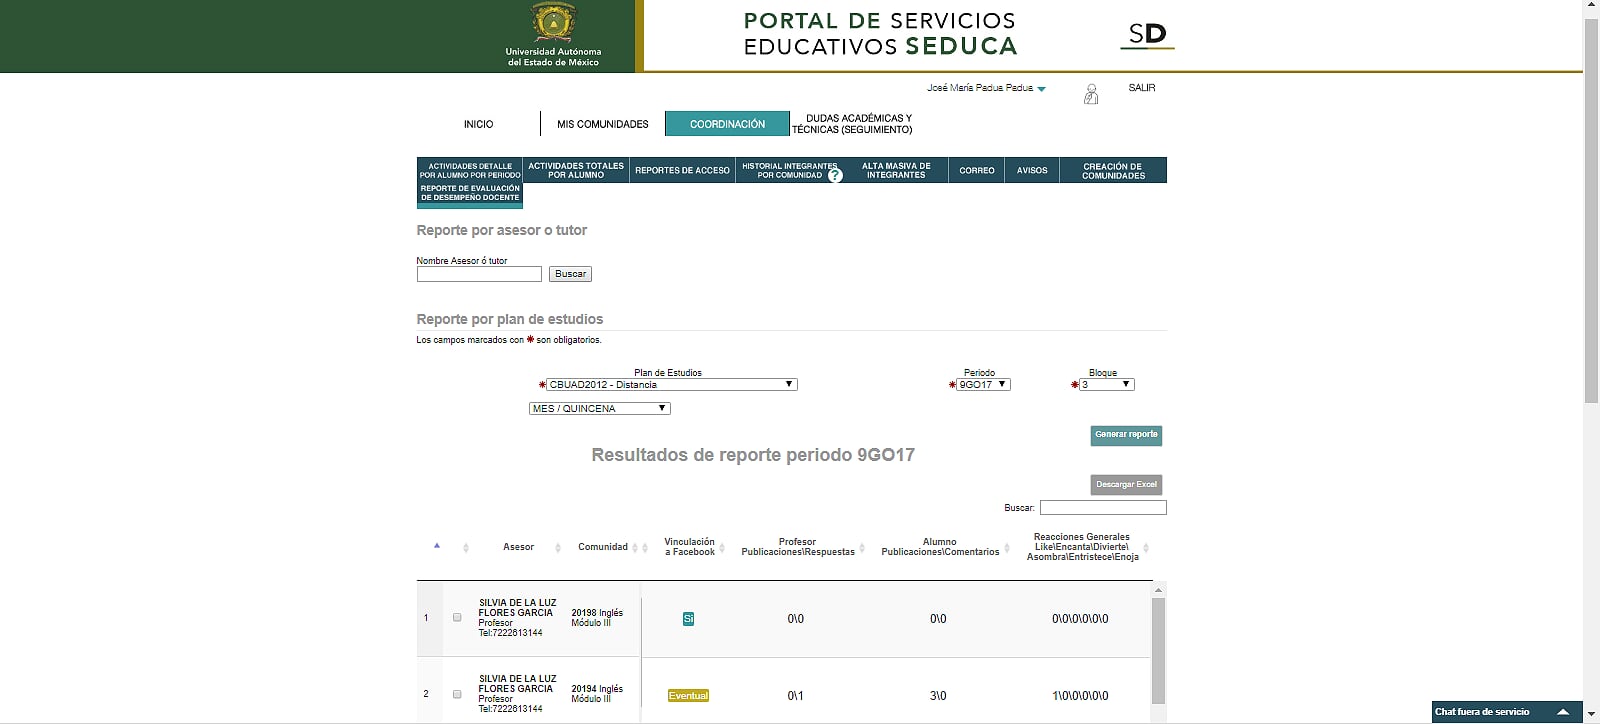 Universidad Autónoma
del Estado de México
PORTAL DE SERVICIOS
EDUCATIVOS SEDUCA
SD
José María Padua Padua
SALIR
INICIO
MIS COMUNIDADES
COORDINACIÓN
DUDAS ACADÉMICAS Y
TÉCNICAS (SEGUIMIENTO)
ACTIVIDADES DETALLE
POR ALUMNO POR PERIODO
ACTIVIDADES TOTALES
POR ALUMNO
REPORTES DE ACCESO
HISTORIAL INTEGRANTES
POR COMUNIDAD
?
ALTA MASIVA DE
INTEGRANTES
CORREO
AVISOS
CREACIÓN DE
COMUNIDADES
REPORTE DE EVALUACIÓN
DE DESEMPEÑO DOCENTE
Reporte por asesor o tutor
Nombre Asesor ó tutor
Buscar
Reporte por plan de estudios
Los campos marcados con * son obligatorios.
Plan de Estudios
* CBUAD2012 - Distancia
Periodo
* 9GO17
Bloque
* 3
MES / QUINCENA
Generar reporte
Resultados de reporte periodo 9GO17
Descargar Excel
Buscar:
Asesor
Comunidad
Vinculación
a Facebook
Profesor
Publicaciones\Respuestas
Alumno
Publicaciones\Comentarios
Reacciones Generales
Like\Encanta\Divierte\
Asombra\Entristece\Enoja
1
SILVIA DE LA LUZ
FLORES GARCIA
Profesor
Tel:7222613144
20198 Inglés
Módulo III
Si
0\0
0\0
0\0\0\0\0\0
2
SILVIA DE LA LUZ
FLORES GARCIA
Profesor
Tel:7222613144
20194 Inglés
Módulo III
Eventual
0\1
3\0
1\0\0\0\0\0
Chat fuera de servicio